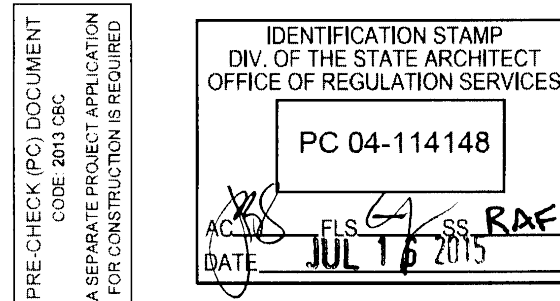 PRE-CHECK (PC) DOCUMENT
CODE: 2013 CBC
A SEPARATE PROJECT APPLICATION
FOR CONSTRUCTION IS REQUIRED
IDENTIFICATION STAMP
DIV. OF THE STATE ARCHITECT
OFFICE OF REGULATION SERVICES
PC 04-114148
AC FLS SS RAF
DATE JUL 16 2015